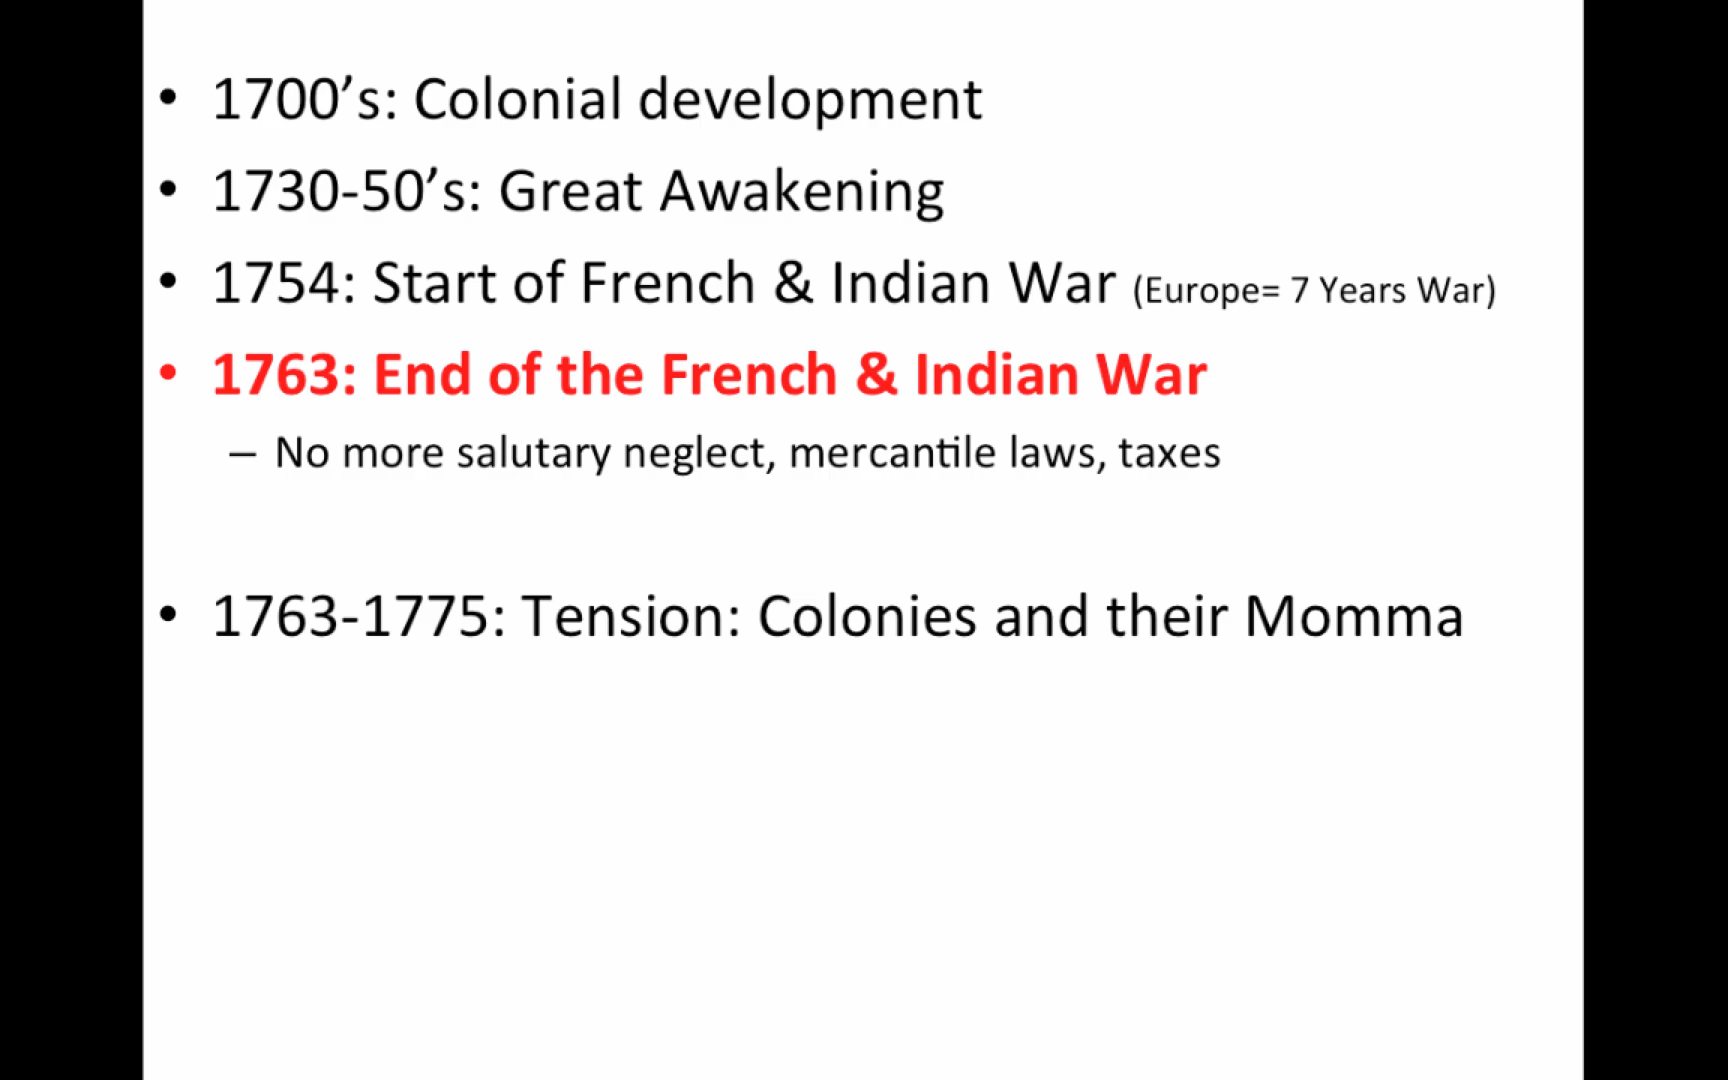 • 1700’s: Colonial development
• 1730-50’s: Great Awakening
• 1754: Start of French & Indian War (Europe= 7 Years War)
• 1763: End of the French & Indian War
– No more salutary neglect, mercantile laws, taxes
• 1763-1775: Tension: Colonies and their Momma